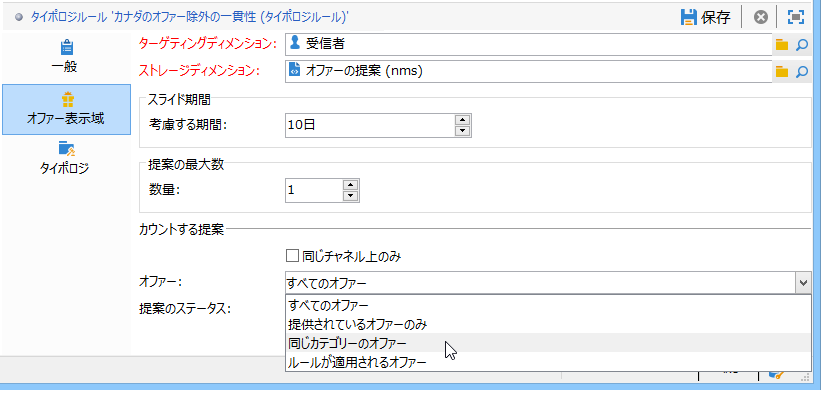 タイポロジルール 'カナダのオファー除外の一貫性 (タイポロジルール)'
保存
一般
オファー表示域
タイポロジ
ターゲティングディメンション:
受信者
ストレージディメンション:
オファーの提案 (nms)
スライド期間
考慮する期間:
10日
提案の最大数
数量:
1
カウントする提案
同じチャネル上のみ
オファー:
すべてのオファー
提案のステータス:
すべてのオファー
提供されているオファーのみ
同じカテゴリーのオファー
ルールが適用されるオファー